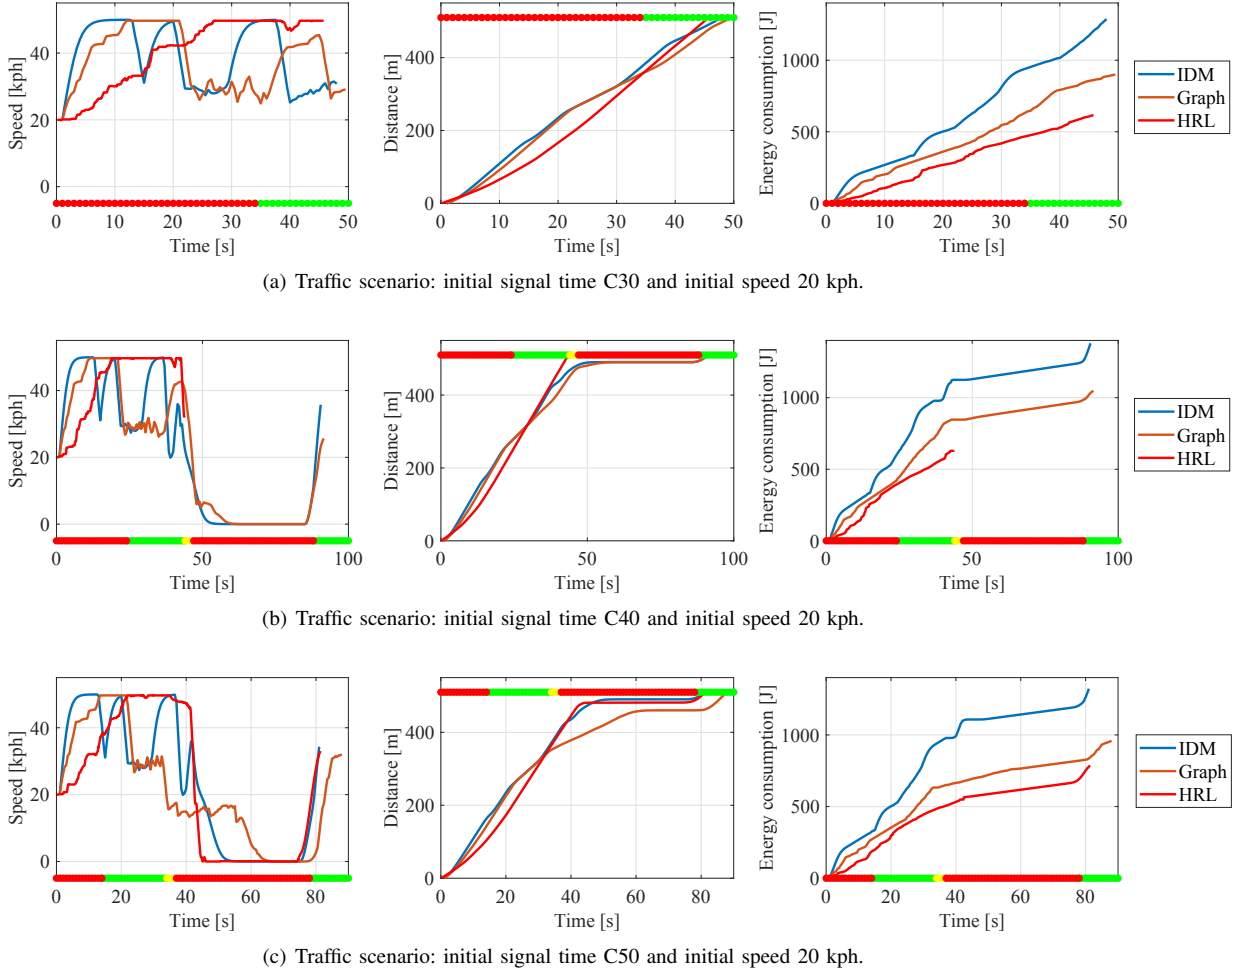 Speed [kph]
40
20
0
0
10
20
30
40
50
Time [s]
Distance [m]
400
200
0
0
10
20
30
40
50
Time [s]
Energy consumption [J]
1000
500
0
0
10
20
30
40
50
Time [s]
IDM
Graph
HRL
(a) Traffic scenario: initial signal time C30 and initial speed 20 kph.
Speed [kph]
40
20
0
0
50
100
Time [s]
Distance [m]
400
200
0
0
50
100
Time [s]
Energy consumption [J]
1000
500
0
0
50
100
Time [s]
IDM
Graph
HRL
(b) Traffic scenario: initial signal time C40 and initial speed 20 kph.
Speed [kph]
40
20
0
0
20
40
60
80
Time [s]
Distance [m]
400
200
0
0
20
40
60
80
Time [s]
Energy consumption [J]
1000
500
0
0
20
40
60
80
Time [s]
IDM
Graph
HRL
(c) Traffic scenario: initial signal time C50 and initial speed 20 kph.